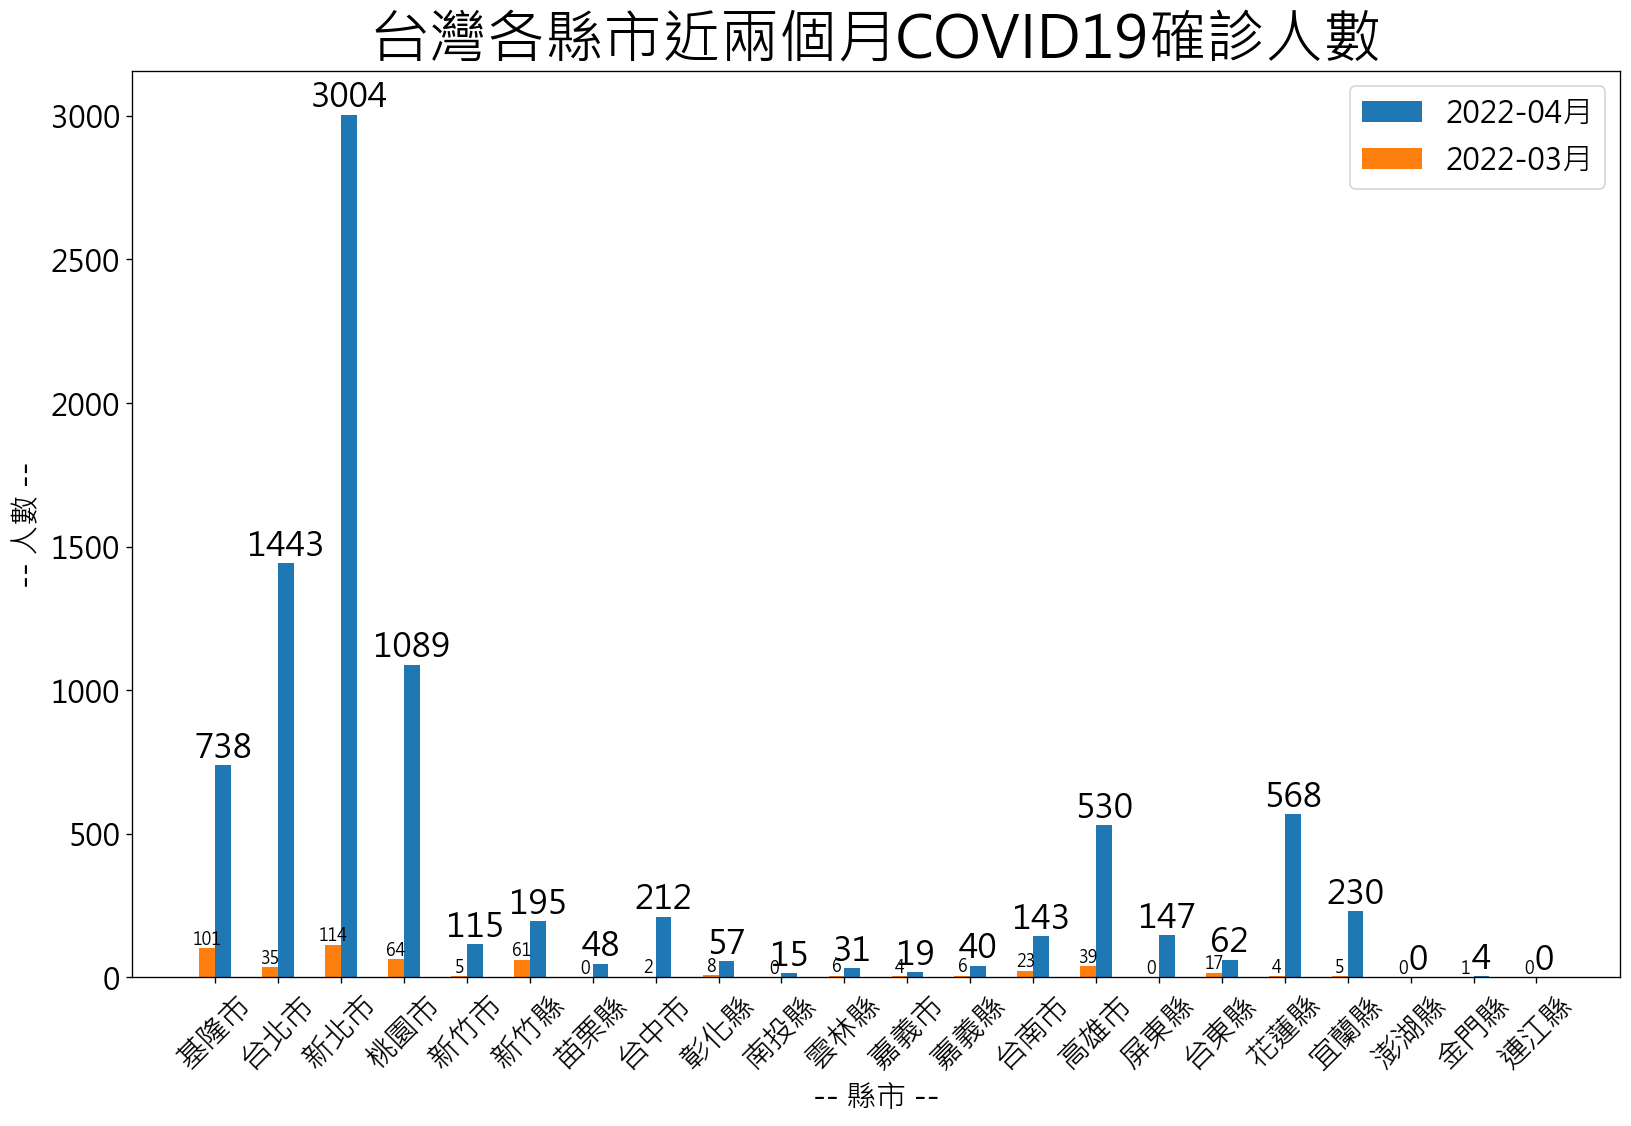 台灣各縣市近兩個月COVID19確診人數
2022-04月
2022-03月
-- 人數 --
3000
2500
2000
1500
1000
500
0
101
738
35
1443
114
3004
64
1089
5
115
61
195
0
48
2
212
8
57
0
15
6
31
4
19
6
40
23
143
39
530
0
147
17
62
4
568
5
230
0
0
1
4
0
0
基隆市
台北市
新北市
桃園市
新竹市
新竹縣
苗栗縣
台中市
彰化縣
南投縣
雲林縣
嘉義市
嘉義縣
台南市
高雄市
屏東縣
台東縣
花蓮縣
宜蘭縣
澎湖縣
金門縣
連江縣
-- 縣市 --